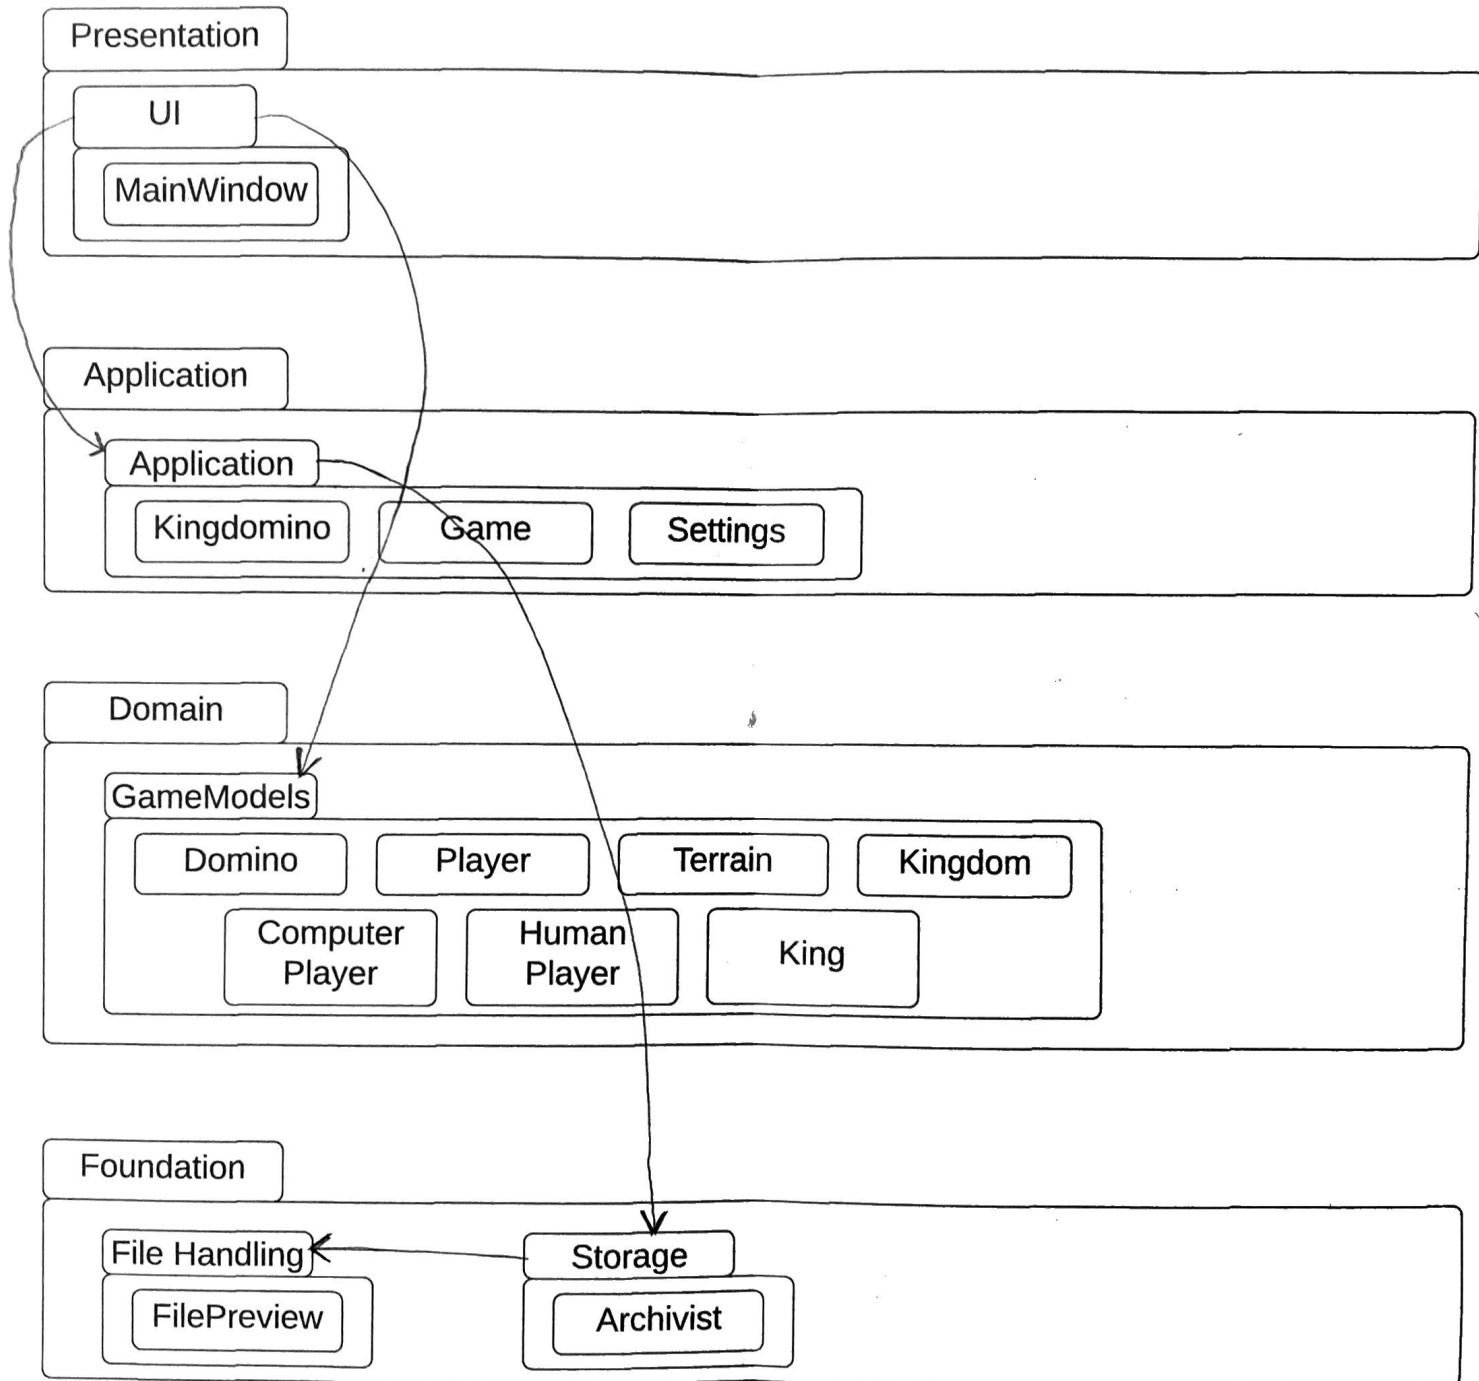 Presentation
UI
MainWindow
Application
Application
Kingdomino
Game
Settings
Domain
GameModels
Domino
Player
Terrain
Kingdom
Computer
Player
Human
Player
King
Foundation
File Handling
Storage
FilePreview
Archivist